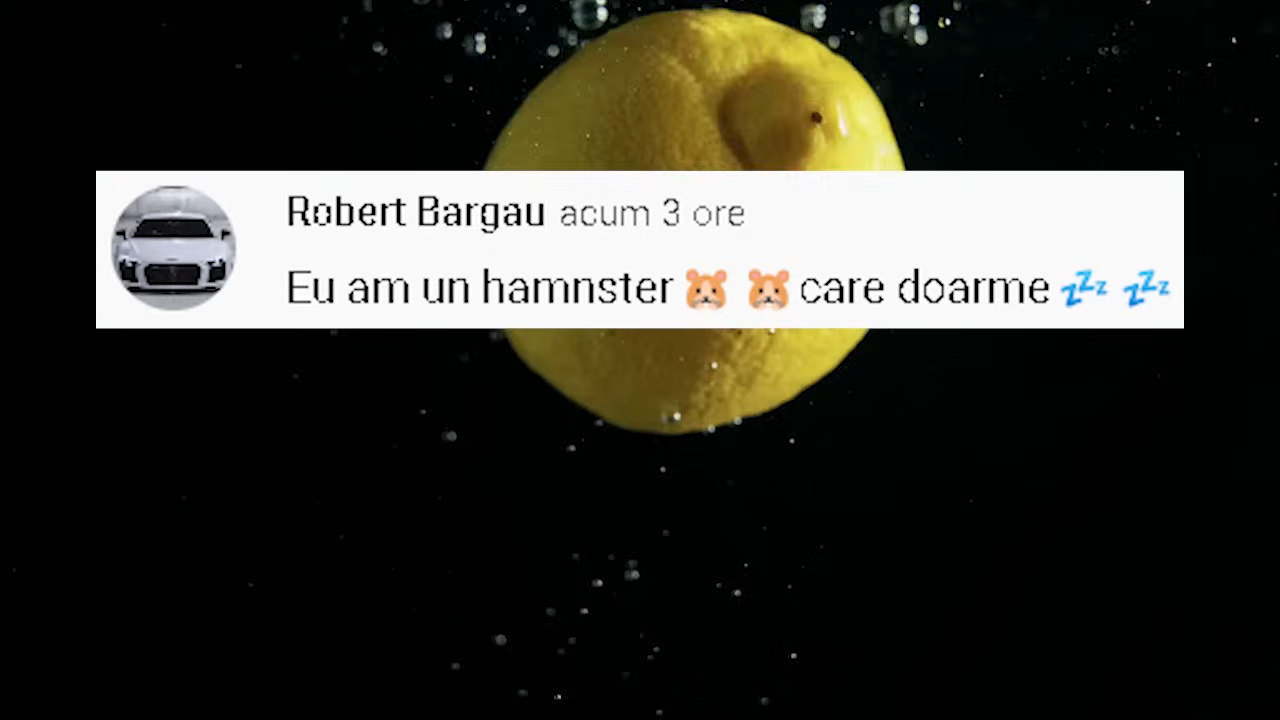 Robert Bargau acum 3 ore
Eu am un hamnster 🐹 🐹 care doarme 💤 💤